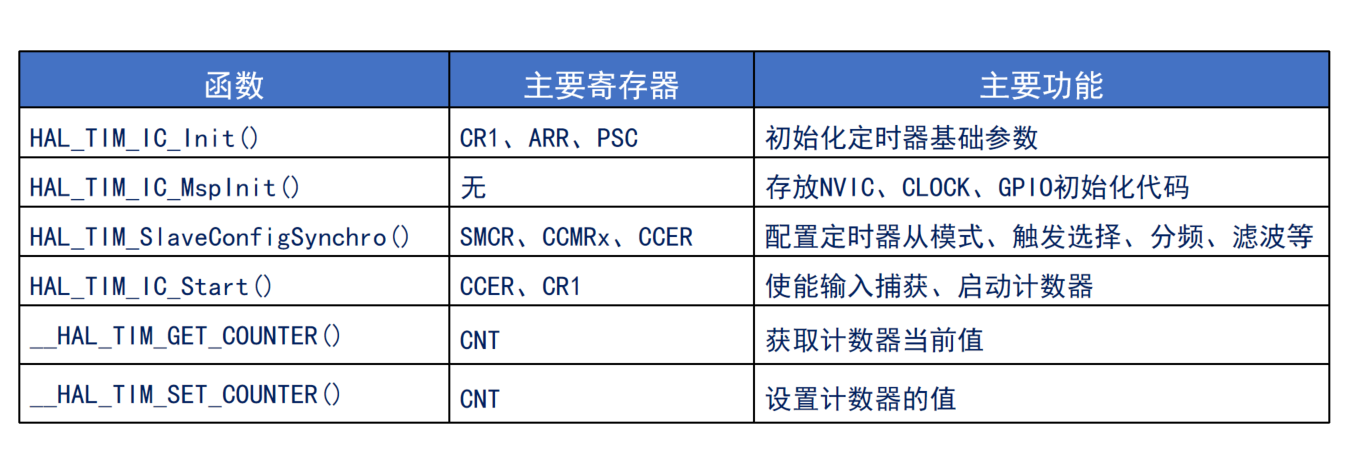 函数 主要寄存器 主要功能
HAL_TIM_IC_Init() CR1、ARR、PSC 初始化定时器基础参数
HAL_TIM_IC_MspInit() 无 存放NVIC、CLOCK、GPIO初始化代码
HAL_TIM_SlaveConfigSynchro() SMCR、CCMRx、CCER 配置定时器从模式、触发选择、分频、滤波等
HAL_TIM_IC_Start() CCER、CR1 使能输入捕获、启动计数器
__HAL_TIM_GET_COUNTER() CNT 获取计数器当前值
__HAL_TIM_SET_COUNTER() CNT 设置计数器的值